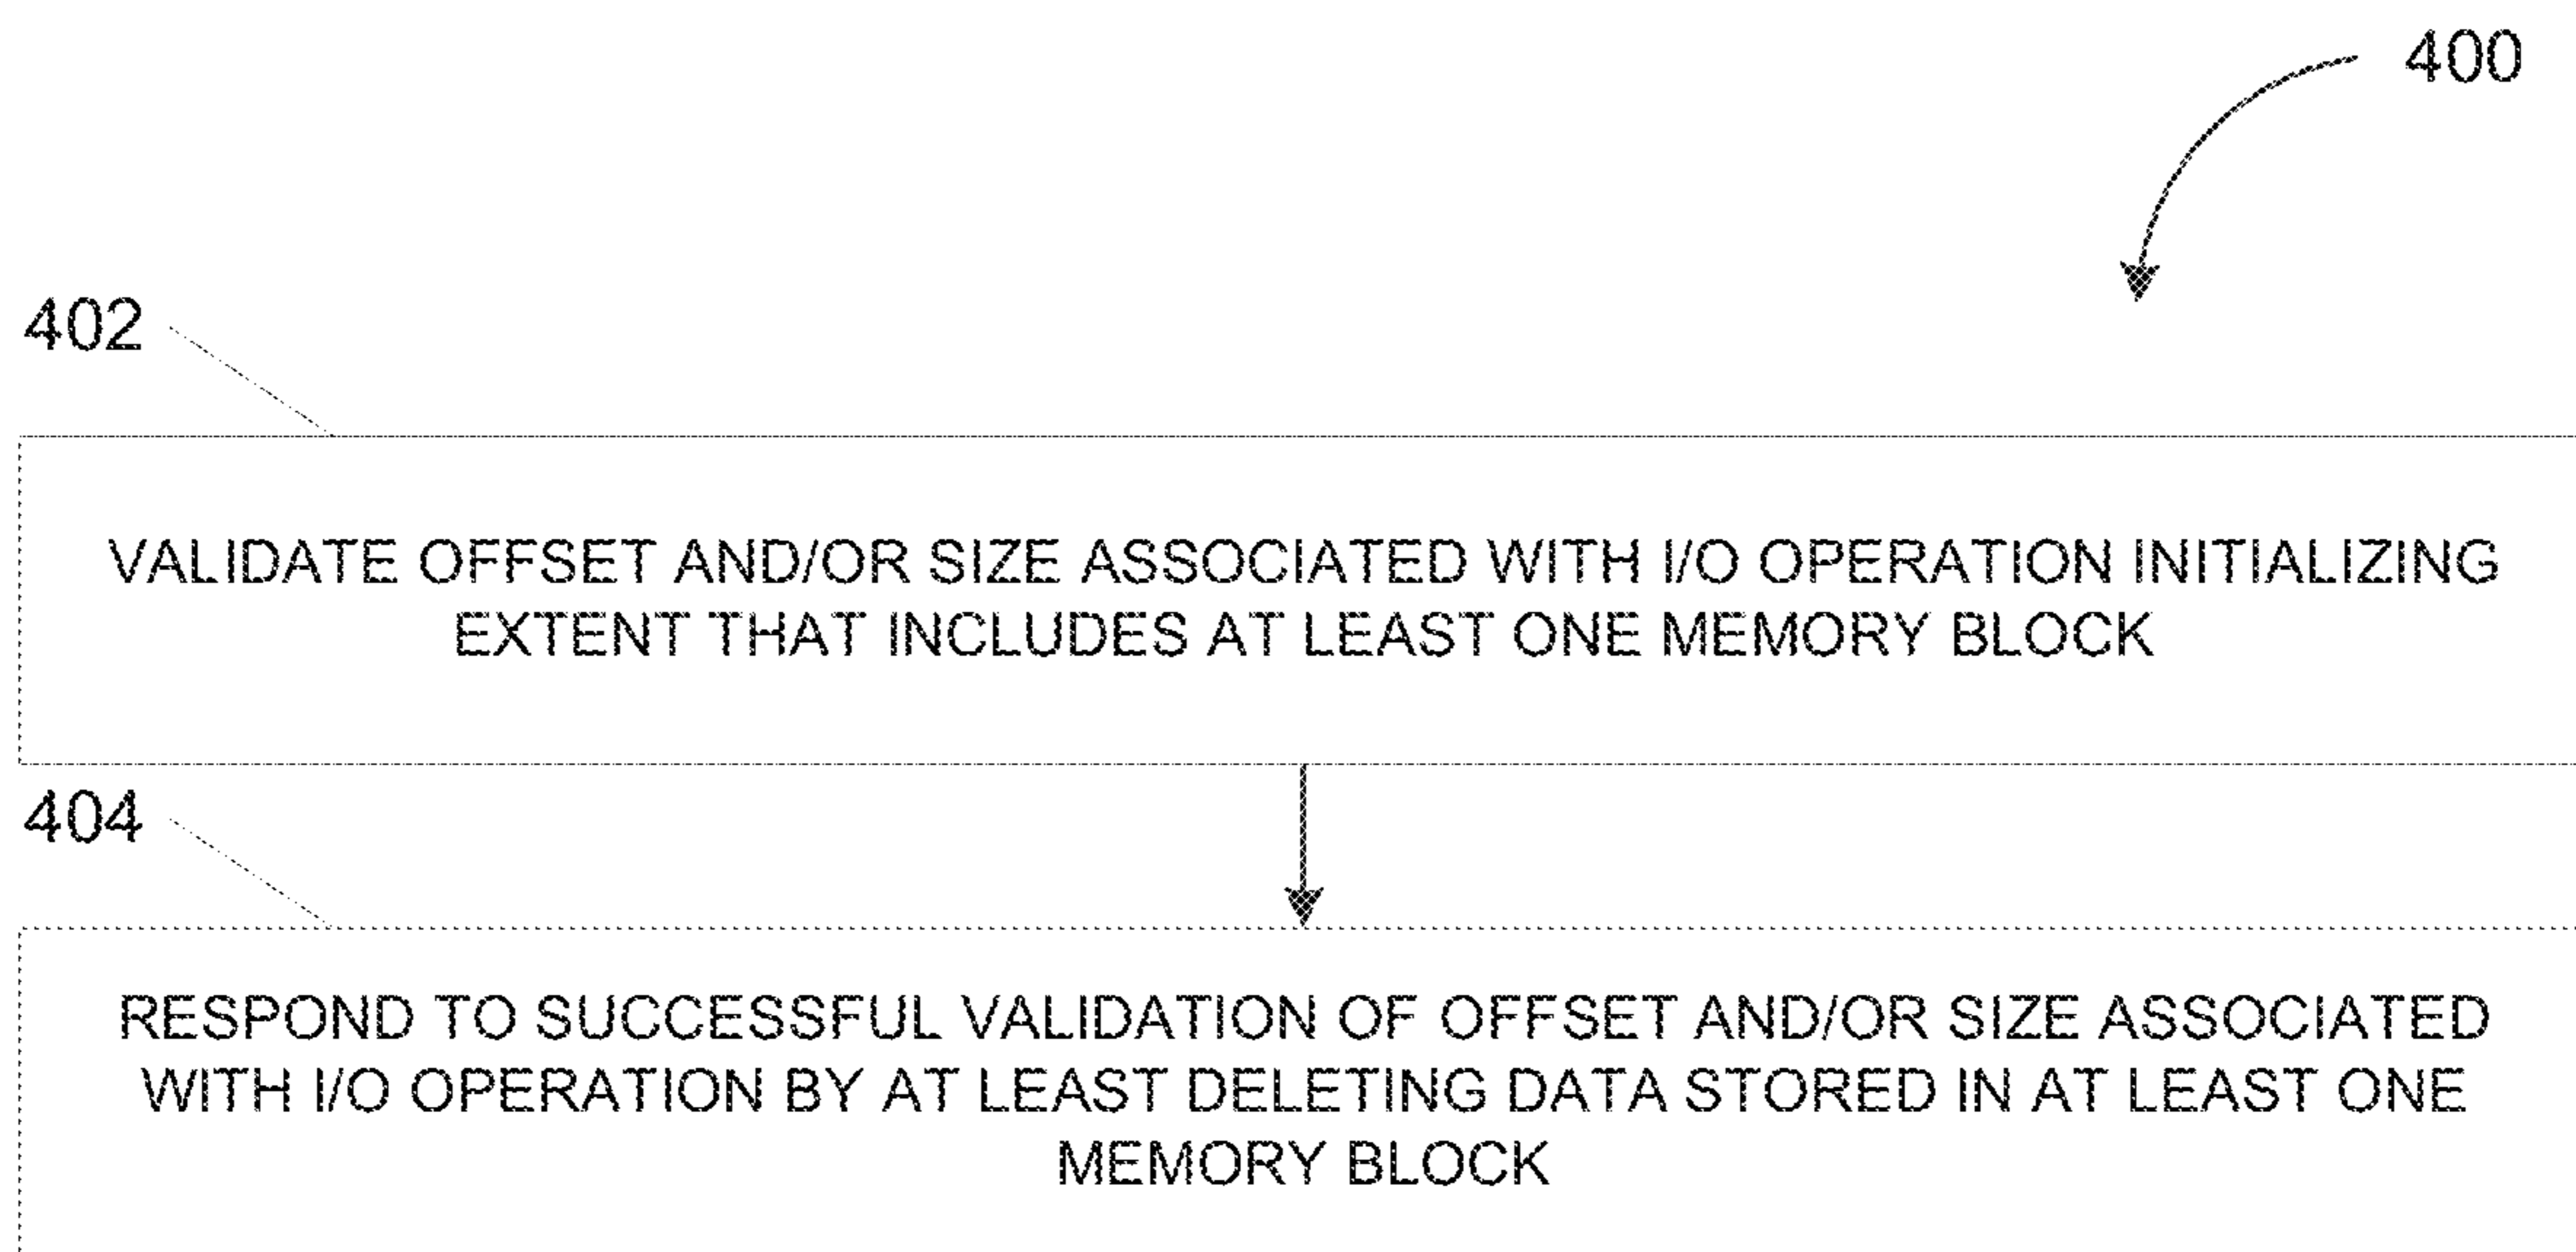 400
402
VALIDATE OFFSET AND/OR SIZE ASSOCIATED WITH I/O OPERATION INITIALIZING
EXTENT THAT INCLUDES AT LEAST ONE MEMORY BLOCK
404
RESPOND TO SUCCESSFUL VALIDATION OF OFFSET AND/OR SIZE ASSOCIATED
WITH I/O OPERATION BY AT LEAST DELETING DATA STORED IN AT LEAST ONE
MEMORY BLOCK